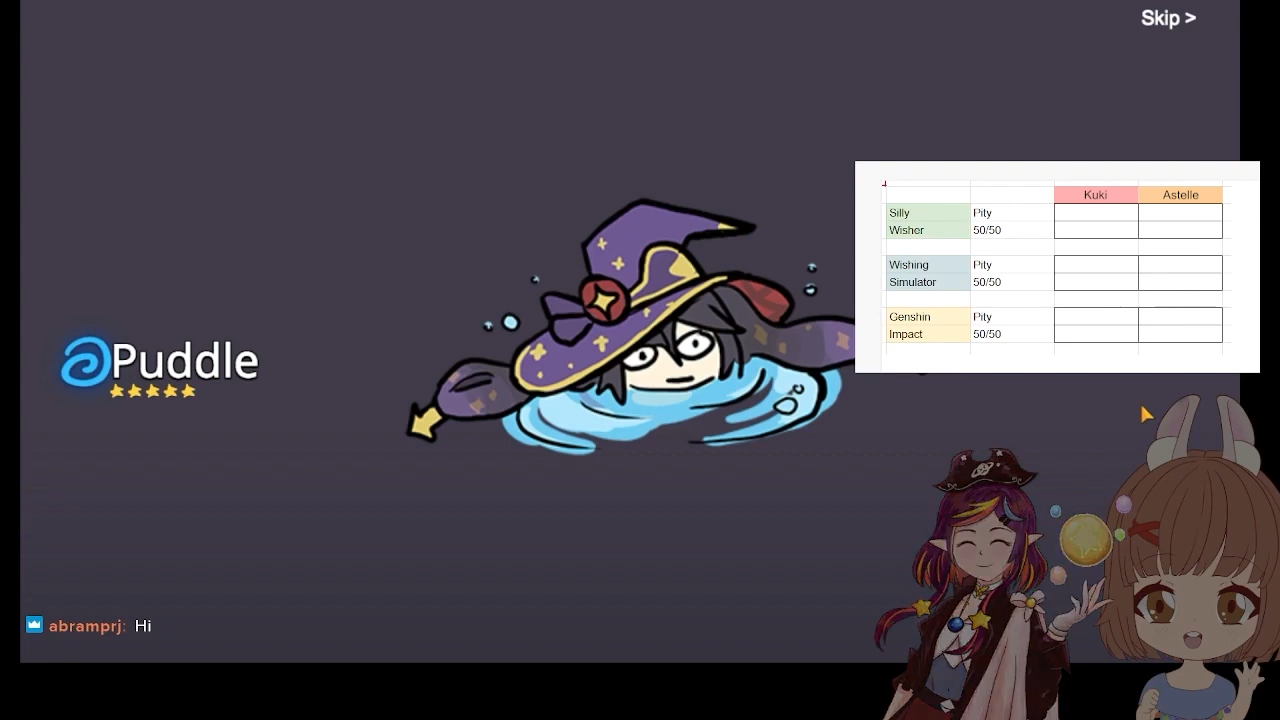 Skip >
Kuki Astelle
Silly Pity
Wisher 50/50
Wishing Pity
Simulator 50/50
Genshin Pity
Impact 50/50
Puddle
abramprj: Hi